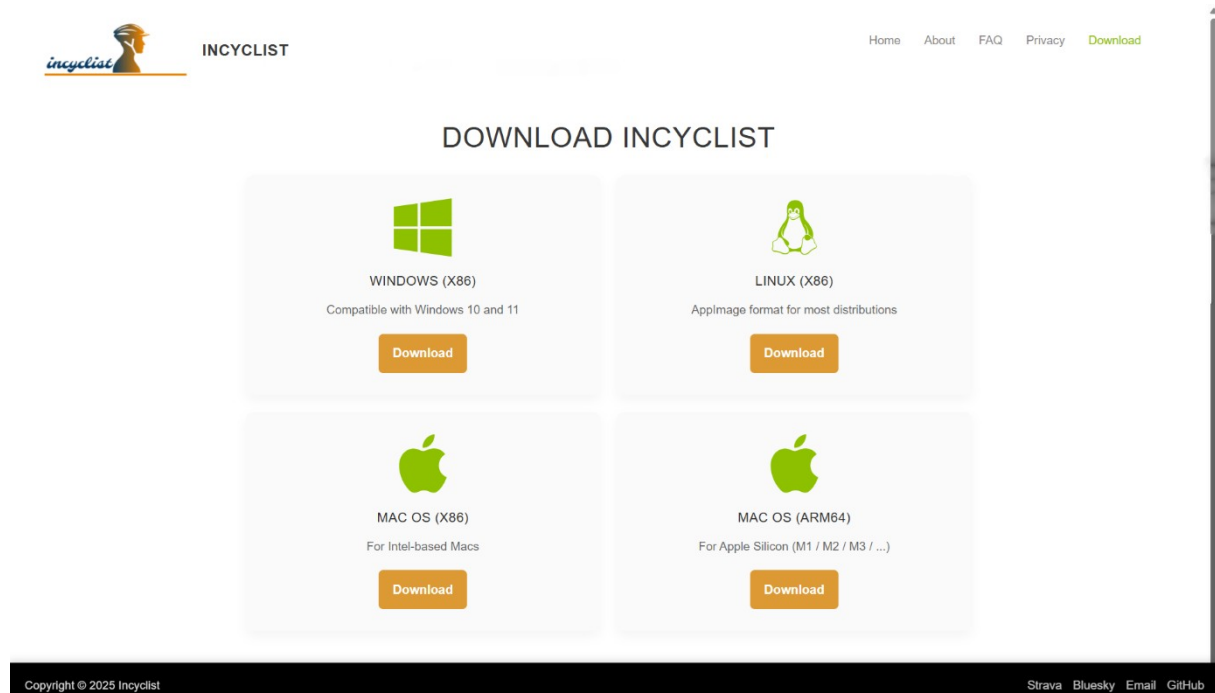 incyclist
INCYCLIST
Home About FAQ Privacy Download
DOWNLOAD INCYCLIST
WINDOWS (X86)
Compatible with Windows 10 and 11
Download
LINUX (X86)
AppImage format for most distributions
Download
MAC OS (X86)
For Intel-based Macs
Download
MAC OS (ARM64)
For Apple Silicon (M1 / M2 / M3 / ...)
Download
Copyright © 2025 Incyclist
Strava Bluesky Email GitHub